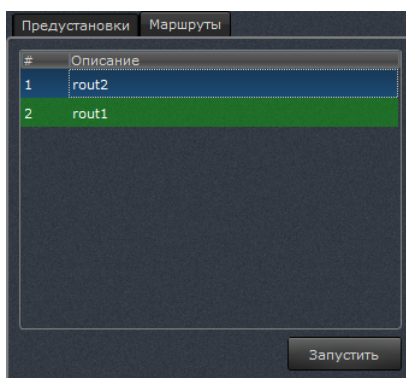 Предустановки Маршруты
# Описание
1 rout2
2 rout1
Запустить